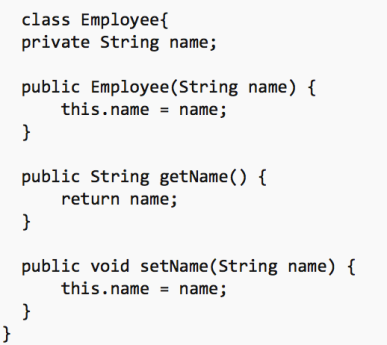 class Employee{
private String name;
public Employee(String name) {
this.name = name;
}
public String getName() {
return name;
}
public void setName(String name) {
this.name = name;
}
}